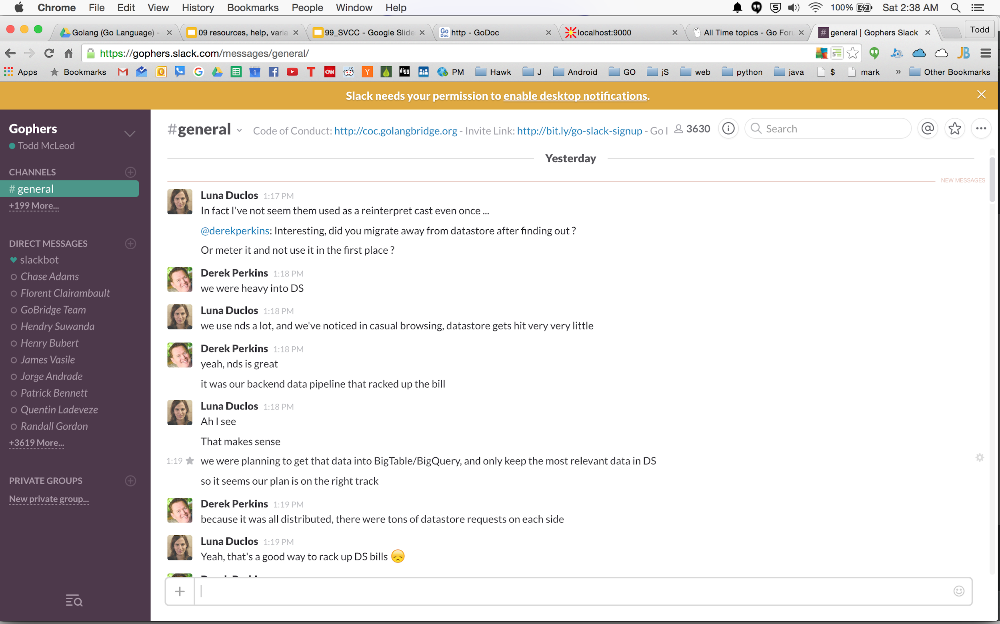 Chrome File Edit View History Bookmarks People Window Help 100% Sat 2:38 AM
Golang (Go Language) - 09 resources, help, varia 99_SVCC - Google Slide http - GoDoc localhost:9000 All Time topics - Go Foru general | Gophers Slack Todd
https://gophers.slack.com/messages/general/
Apps Bookmarks PM Hawk J Android GO jS web python java $ mark » Other Bookmarks
Slack needs your permission to enable desktop notifications.
Gophers
Todd McLeod
CHANNELS
# general
+199 More...
DIRECT MESSAGES
slackbot
Chase Adams
Florent Clairambault
GoBridge Team
Hendry Suwanda
Henry Bubert
James Vasile
Jorge Andrade
Patrick Bennett
Quentin Ladeveze
Randall Gordon
+3619 More...
PRIVATE GROUPS
New private group...
#general Code of Conduct: http://coc.golangbridge.org - Invite Link: http://bit.ly/go-slack-signup - Go 3630 Search
Yesterday
NEW MESSAGES
Luna Duclos 1:17 PM
In fact I've not seem them used as a reinterpret cast even once ...
@derekperkins: Interesting, did you migrate away from datastore after finding out ?
Or meter it and not use it in the first place ?
Derek Perkins 1:18 PM
we were heavy into DS
Luna Duclos 1:18 PM
we use nds a lot, and we've noticed in casual browsing, datastore gets hit very very little
Derek Perkins 1:18 PM
yeah, nds is great
it was our backend data pipeline that racked up the bill
Luna Duclos 1:18 PM
Ah I see
That makes sense
1:19 we were planning to get that data into BigTable/BigQuery, and only keep the most relevant data in DS
so it seems our plan is on the right track
Derek Perkins 1:19 PM
because it was all distributed, there were tons of datastore requests on each side
Luna Duclos 1:19 PM
Yeah, that's a good way to rack up DS bills 😞